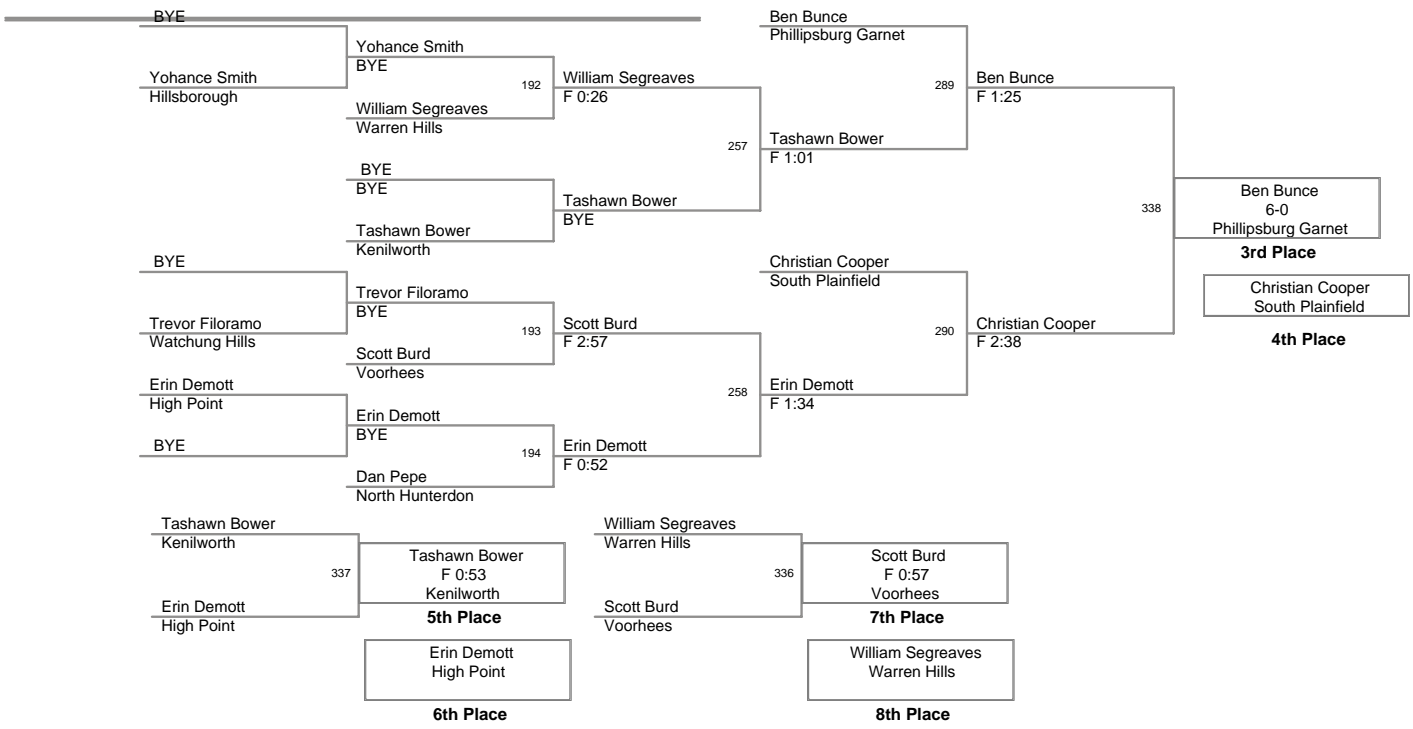 BYE
Ben Bunce
Phillipsburg Garnet
Yohance Smith
BYE
Yohance Smith
Hillsborough
192
William Segreaves
F 0:26
289
Ben Bunce
F 1:25
William Segreaves
Warren Hills
257
Tashawn Bower
F 1:01
BYE
BYE
Tashawn Bower
BYE
338
Ben Bunce
6-0
Phillipsburg Garnet
3rd Place
Tashawn Bower
Kenilworth
BYE
Christian Cooper
South Plainfield
Christian Cooper
South Plainfield
4th Place
Trevor Filoramo
BYE
Trevor Filoramo
Watchung Hills
193
Scott Burd
F 2:57
290
Christian Cooper
F 2:38
Scott Burd
Voorhees
Erin Demott
High Point
258
Erin Demott
F 1:34
Erin Demott
BYE
BYE
194
Erin Demott
F 0:52
Dan Pepe
North Hunterdon
Tashawn Bower
Kenilworth
337
Tashawn Bower
F 0:53
Kenilworth
5th Place
Erin Demott
High Point
Erin Demott
High Point
6th Place
William Segreaves
Warren Hills
336
Scott Burd
F 0:57
Voorhees
7th Place
Scott Burd
Voorhees
William Segreaves
Warren Hills
8th Place